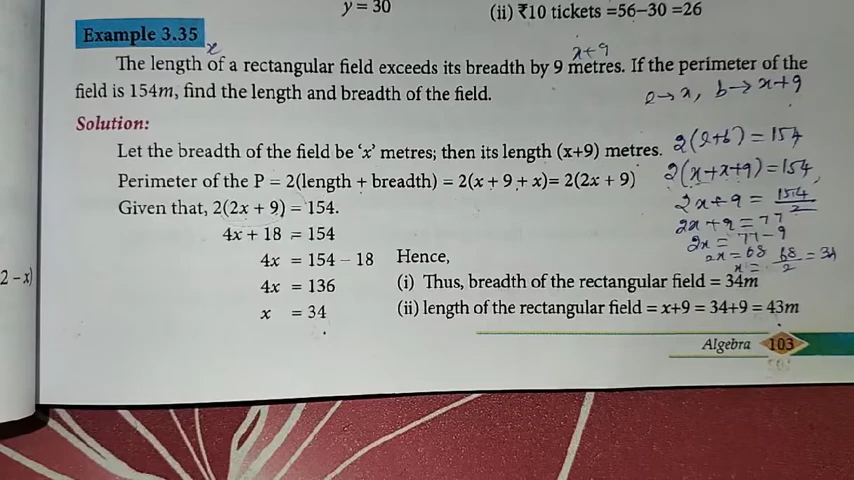 y = 30
(ii) ₹10 tickets =56–30 =26
Example 3.35
x
x+9
The length of a rectangular field exceeds its breadth by 9 metres. If the perimeter of the
field is 154m, find the length and breadth of the field.
l→x, b→x+9
Solution:
2(l+b) = 154
Let the breadth of the field be ‘x’ metres; then its length (x+9) metres.
2(x+x+9) = 154
Perimeter of the P = 2(length + breadth) = 2(x + 9 + x)= 2(2x + 9)
2x+9 = 154/2
Given that, 2(2x + 9) = 154.
2x+9 = 77
4x + 18 = 154
2x = 77-9
4x = 154 – 18 Hence,
2x = 68
x = 68/2 = 34
4x = 136 (i) Thus, breadth of the rectangular field = 34m
x = 34 (ii) length of the rectangular field = x+9 = 34+9 = 43m
2 – x)
Algebra 103